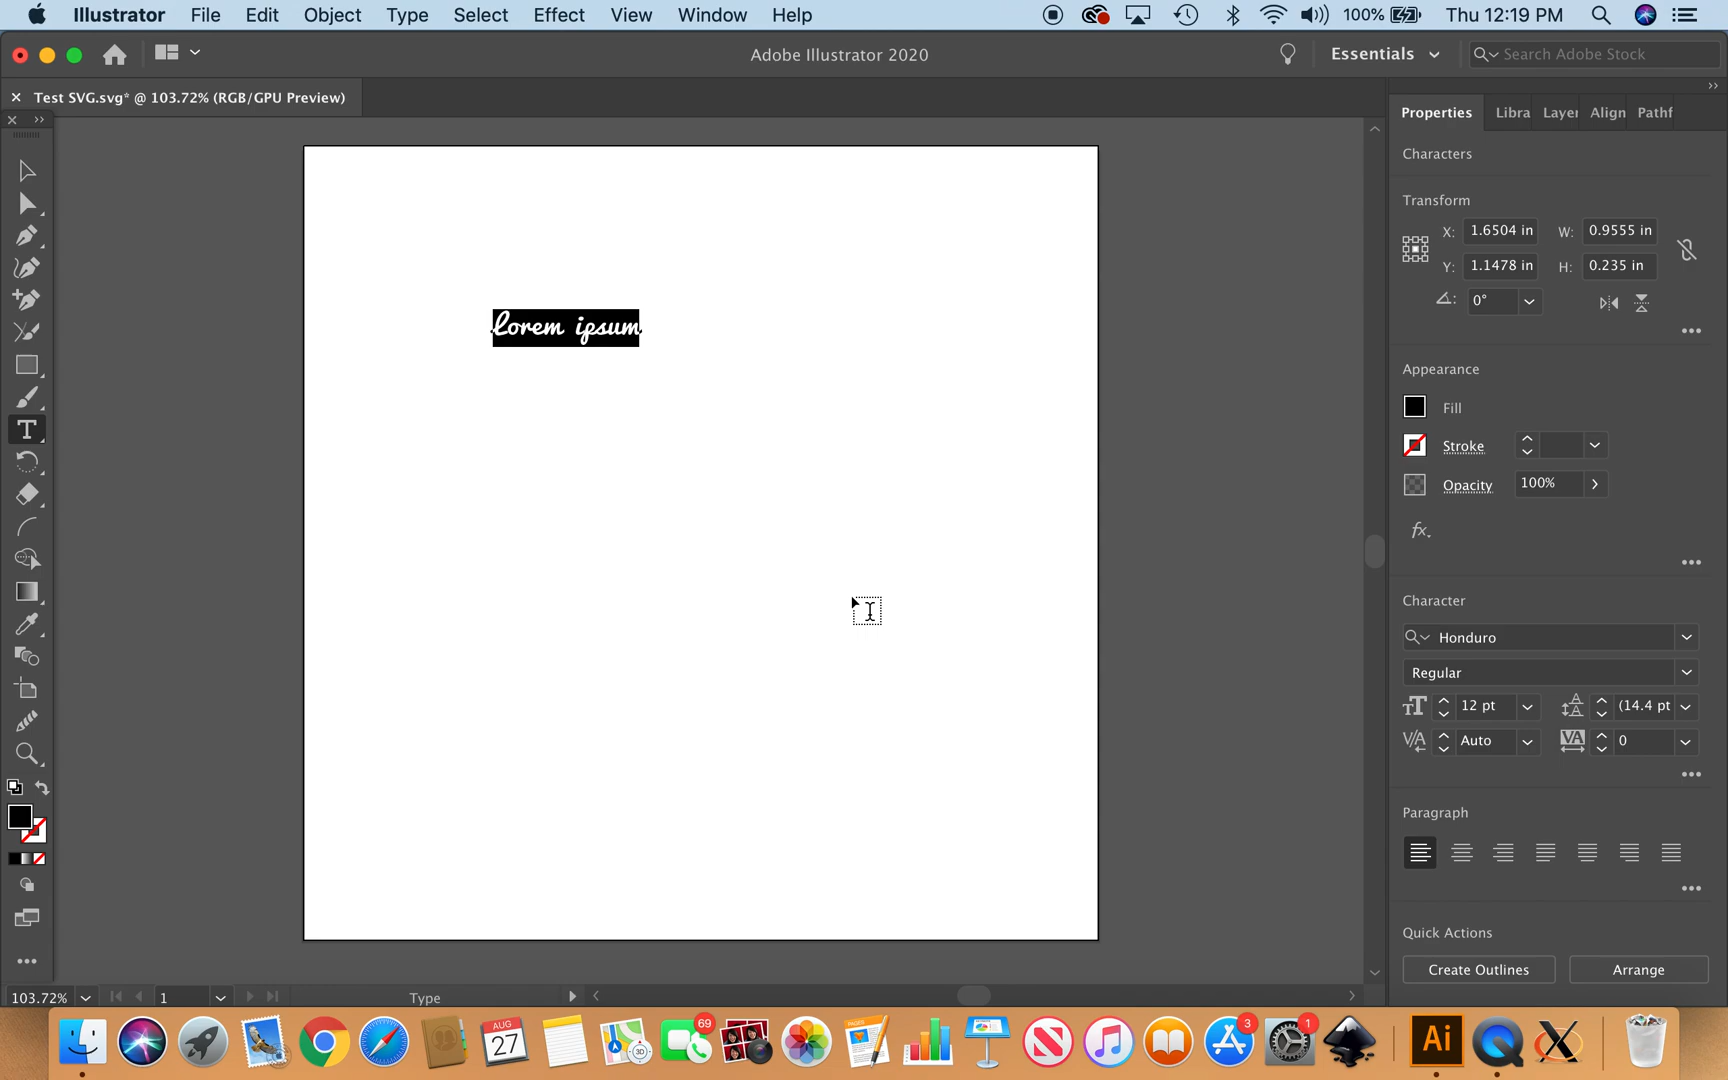 Illustrator File Edit Object Type Select Effect View Window Help 100% Thu 12:19 PM
Adobe Illustrator 2020 Essentials Search Adobe Stock
Test SVG.svg* @ 103.72% (RGB/GPU Preview)
Properties Libra Layer Align Pathf
Characters
Transform
X: 1.6504 in W: 0.9555 in
Y: 1.1478 in H: 0.235 in
0°
Lorem ipsum
Appearance
Fill
Stroke
Opacity 100%
fx
Character
Honduro
Regular
12 pt (14.4 pt
Auto 0
Paragraph
Quick Actions
Create Outlines Arrange
103.72% 1 Type
AUG
27
69
3D
PAGES
3
1
Ai